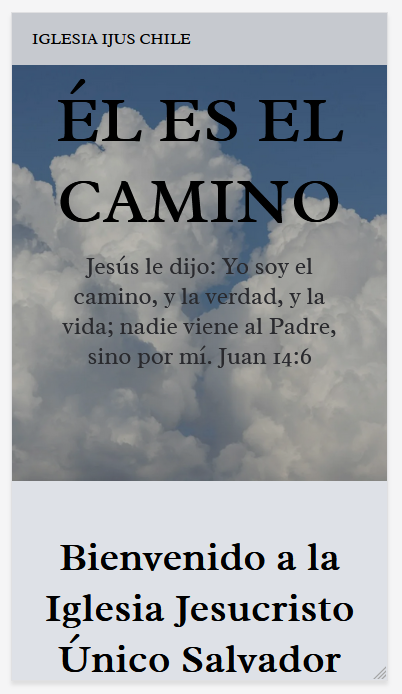 IGLESIA IJUS CHILE
ÉL ES EL
CAMINO
Jesús le dijo: Yo soy el
camino, y la verdad, y la
vida; nadie viene al Padre,
sino por mí. Juan 14:6
Bienvenido a la
Iglesia Jesucristo
Único Salvador